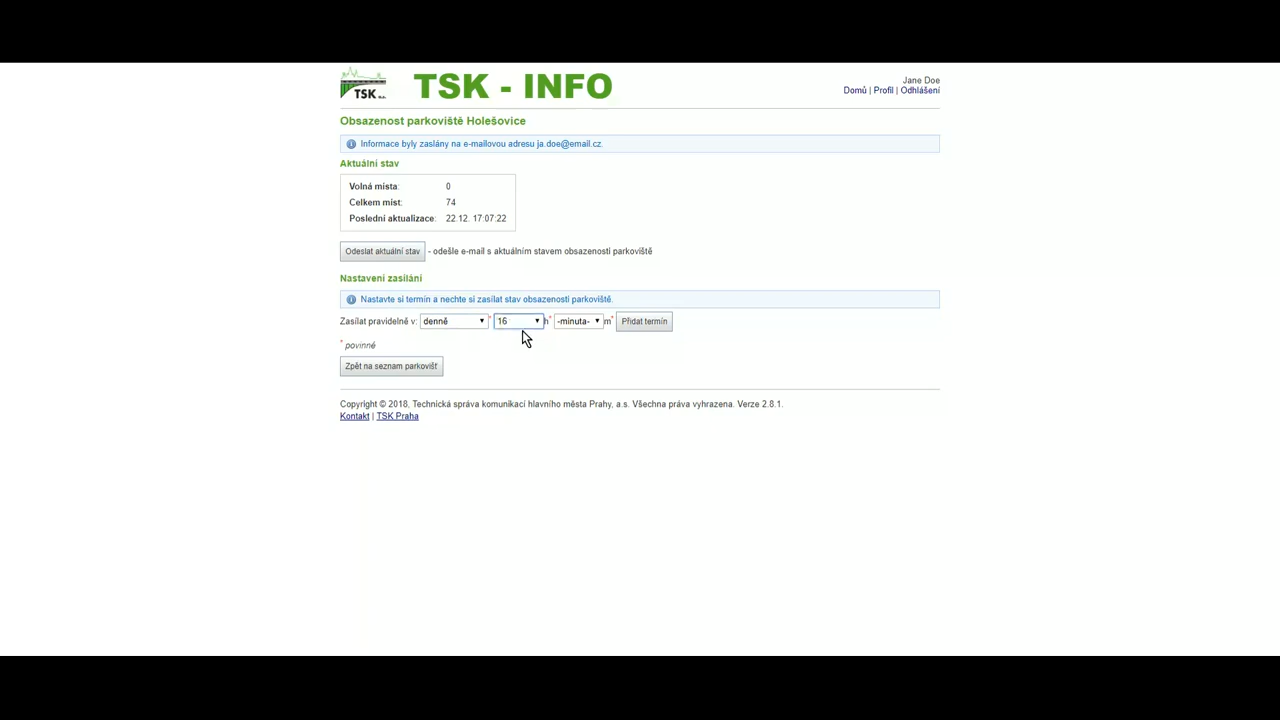 TSK a.s.
TSK - INFO
Jane Doe
Domů | Profil | Odhlášení
Obsazenost parkoviště Holešovice
Informace byly zaslány na e-mailovou adresu ja.doe@email.cz.
Aktuální stav
Volná místa: 0
Celkem míst: 74
Poslední aktualizace: 22.12. 17:07:22
Odeslat aktuální stav - odešle e-mail s aktuálním stavem obsazenosti parkoviště
Nastavení zasílání
Nastavte si termín a nechte si zasílat stav obsazenosti parkoviště.
Zasílat pravidelně v: denně * 16 h* -minuta- m* Přidat termín
* povinné
Zpět na seznam parkovišť
Copyright © 2018, Technická správa komunikací hlavního města Prahy, a.s. Všechna práva vyhrazena. Verze 2.8.1.
Kontakt | TSK Praha